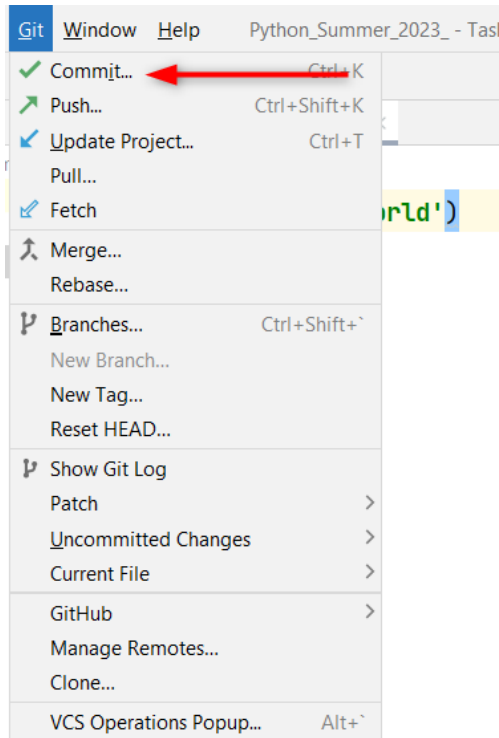 Git Window Help Python_Summer_2023_ - Tas
Commit... Ctrl+K
Push... Ctrl+Shift+K
Update Project... Ctrl+T
Pull...
Fetch
rld')
Merge...
Rebase...
Branches... Ctrl+Shift+`
New Branch...
New Tag...
Reset HEAD...
Show Git Log
Patch
Uncommitted Changes
Current File
GitHub
Manage Remotes...
Clone...
VCS Operations Popup... Alt+`